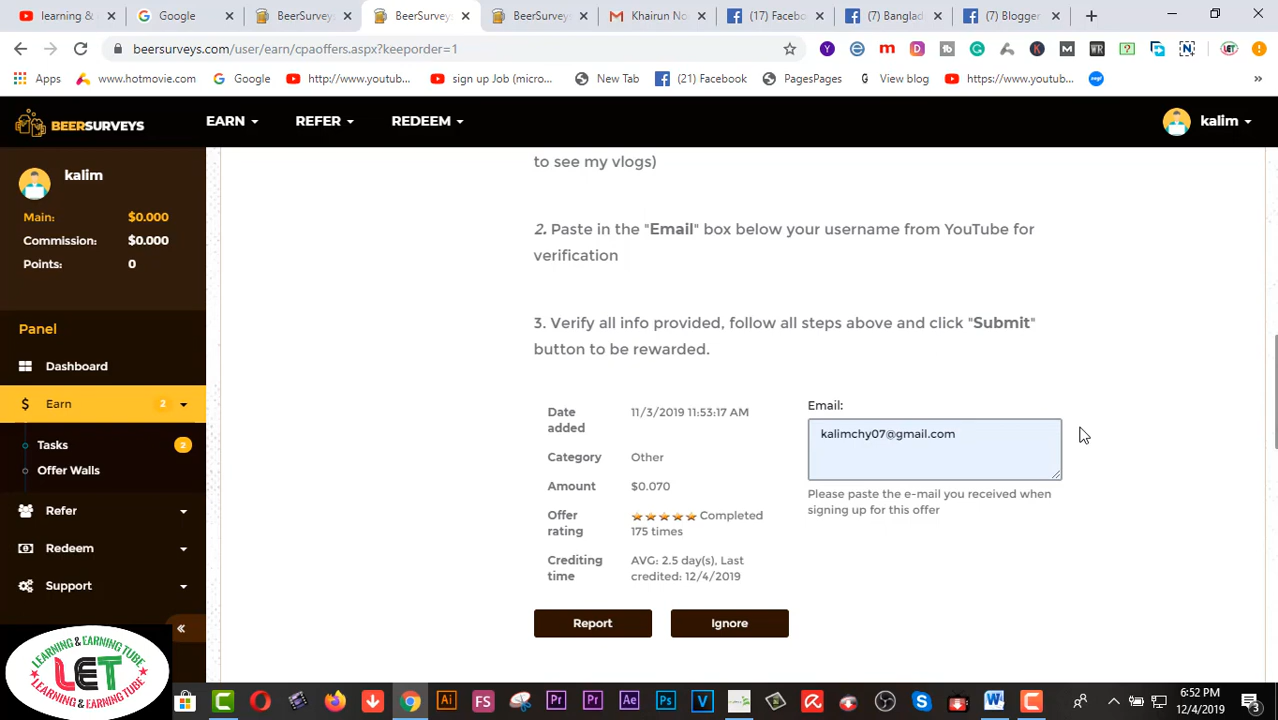 learning &
Google
BeerSurvey
BeerSurvey
BeerSurvey
Khairun No
(17) Facebo
(7) Banglad
(7) Blogger
beersurveys.com/user/earn/cpaoffers.aspx?keeporder=1
Apps
www.hotmovie.com
Google
http://www.youtub...
sign up Job (micro...
New Tab
(21) Facebook
PagesPages
View blog
https://www.youtub...
BEERSURVEYS
EARN
REFER
REDEEM
kalim
kalim
Main: $0.000
Commission: $0.000
Points: 0
Panel
Dashboard
Earn 2
Tasks 2
Offer Walls
Refer
Redeem
Support
LEARNING & EARNING TUBE
LET
LEARNING & EARNING TUBE
to see my vlogs)
2. Paste in the "Email" box below your username from YouTube for
verification
3. Verify all info provided, follow all steps above and click "Submit"
button to be rewarded.
Date added 11/3/2019 11:53:17 AM
Category Other
Amount $0.070
Offer rating Completed 175 times
Crediting time AVG: 2.5 day(s), Last credited: 12/4/2019
Email:
kalimchy07@gmail.com
Please paste the e-mail you received when
signing up for this offer
Report
Ignore
6:52 PM
12/4/2019